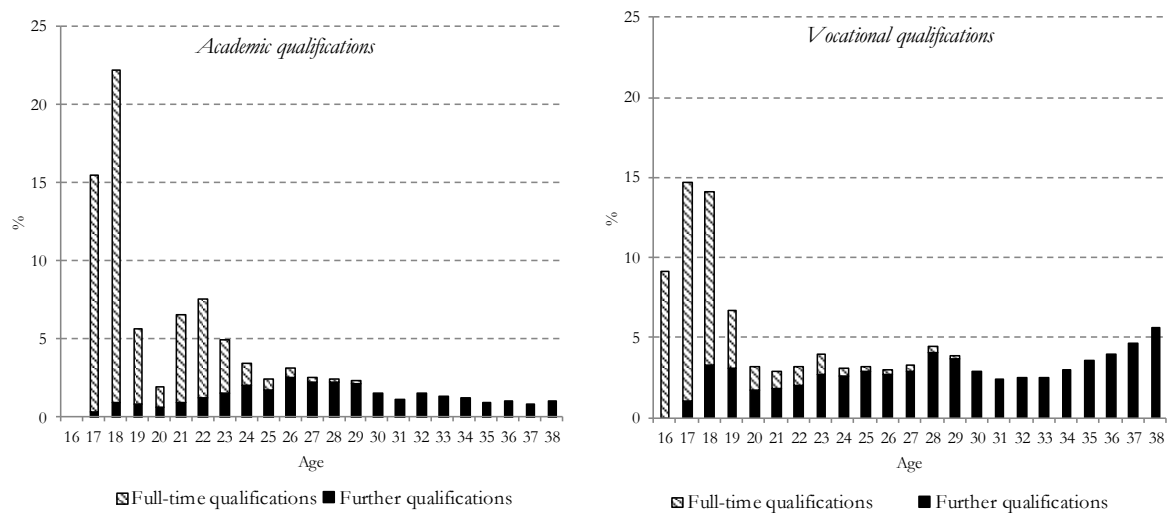 Academic qualifications
25
20
15
10
5
0
%
16 17 18 19 20 21 22 23 24 25 26 27 28 29 30 31 32 33 34 35 36 37 38
Age
Full-time qualifications Further qualifications
Vocational qualifications
25
20
15
10
5
0
%
16 17 18 19 20 21 22 23 24 25 26 27 28 29 30 31 32 33 34 35 36 37 38
Age
Full-time qualifications Further qualifications